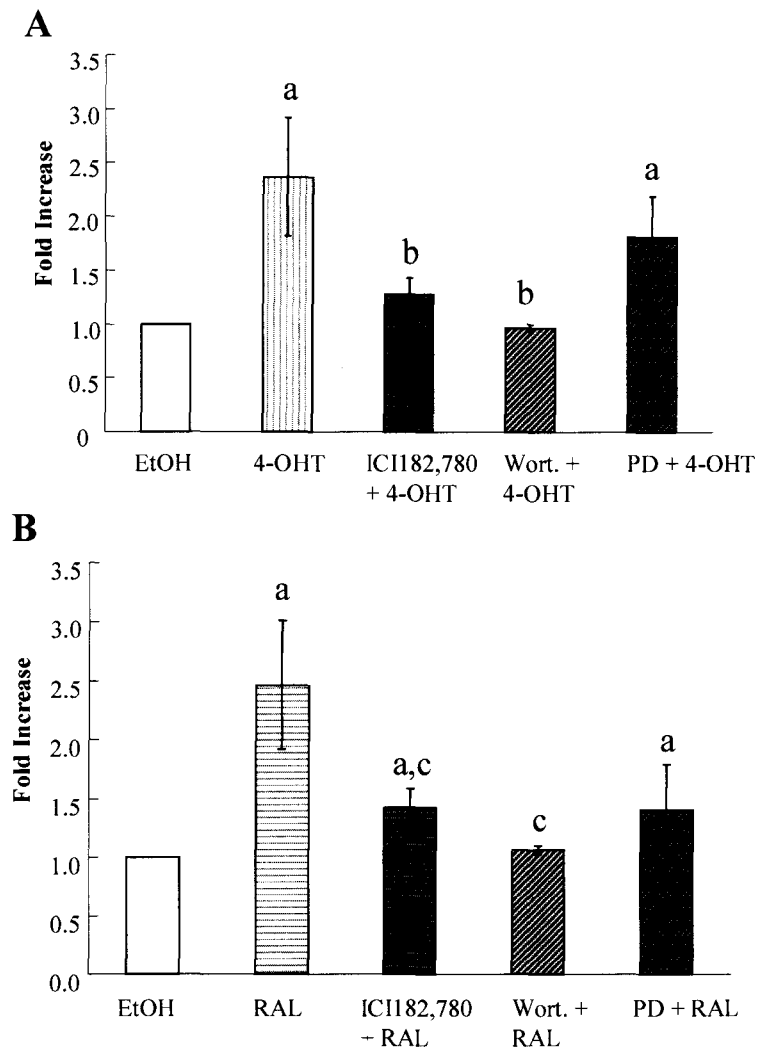 A
3.5
3.0
2.5
2.0
1.5
1.0
0.5
0
Fold Increase
a
b
b
a
EtOH
4-OHT
ICI182,780
+ 4-OHT
Wort. +
4-OHT
PD + 4-OHT
B
3.5
3.0
2.5
2.0
1.5
1.0
0.5
0.0
Fold Increase
a
a,c
c
a
EtOH
RAL
ICI182,780
+ RAL
Wort. +
RAL
PD + RAL